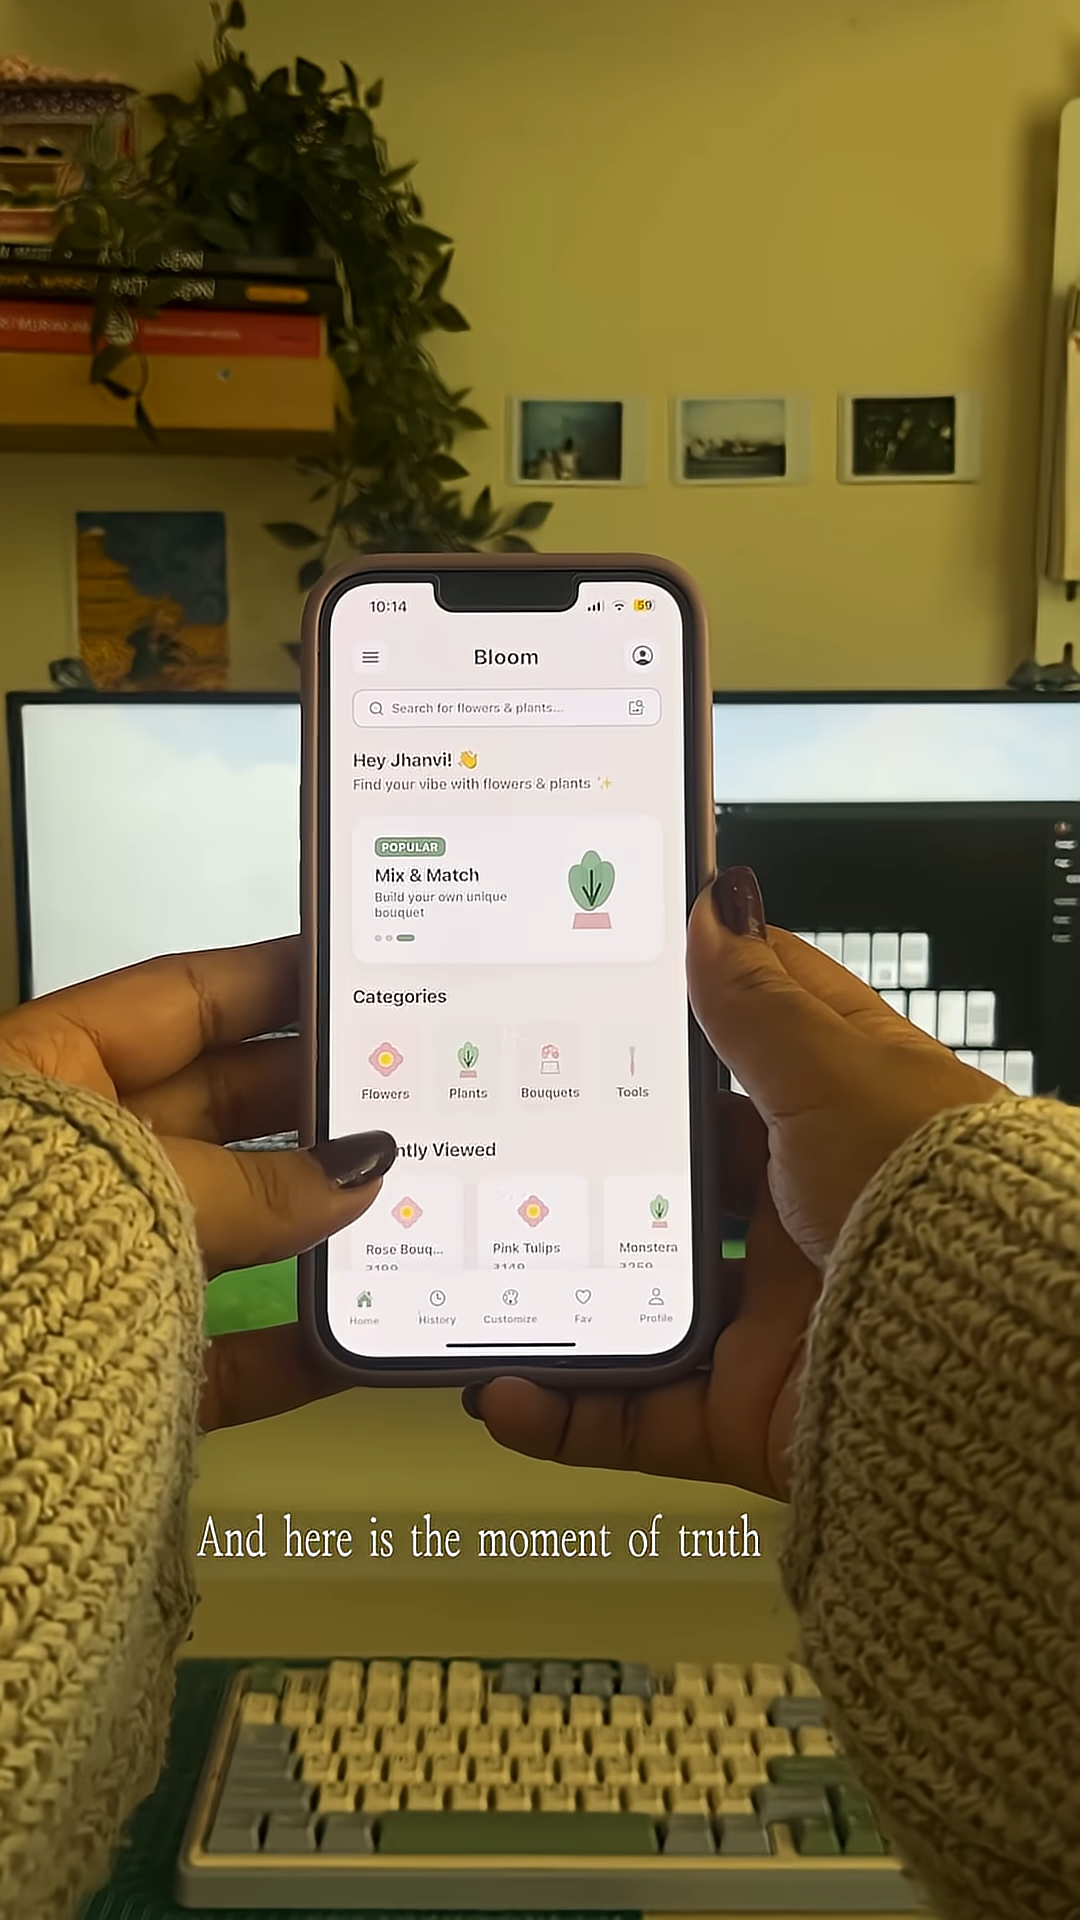 10:14
59
Bloom
Search for flowers & plants...
Hey Jhanvi! 👋
Find your vibe with flowers & plants ✨
POPULAR
Mix & Match
Build your own unique
bouquet
Categories
Flowers Plants Bouquets Tools
ntly Viewed
Rose Bouq... Pink Tulips Monstera
Home History Customize Fav Profile
And here is the moment of truth